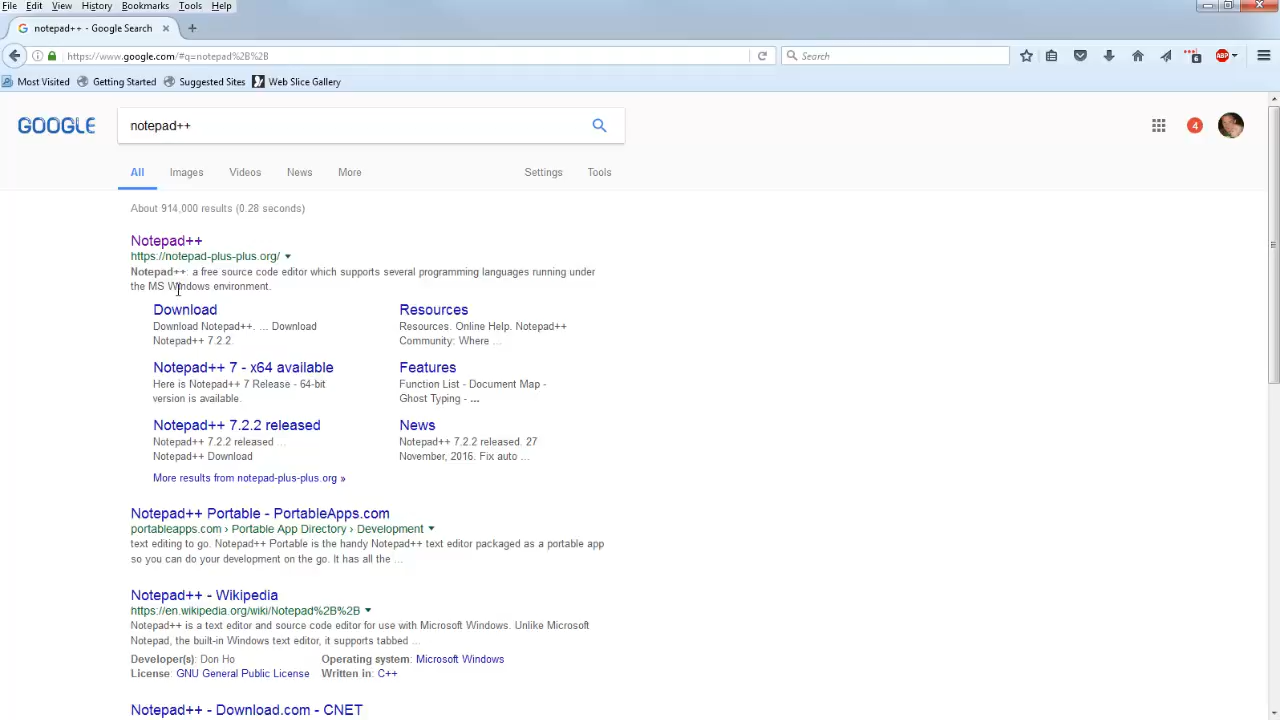 File Edit View History Bookmarks Tools Help
notepad++ - Google Search
https://www.google.com/#q=notepad%2B%2B
Search
6
ABP
Most Visited Getting Started Suggested Sites Web Slice Gallery
GOOGLE
notepad++
4
All Images Videos News More Settings Tools
About 914,000 results (0.28 seconds)
Notepad++
https://notepad-plus-plus.org/
Notepad++: a free source code editor which supports several programming languages running under
the MS Windows environment.
Download
Download Notepad++. ... Download
Notepad++ 7.2.2.
Resources
Resources. Online Help. Notepad++
Community: Where ...
Notepad++ 7 - x64 available
Here is Notepad++ 7 Release - 64-bit
version is available.
Features
Function List - Document Map -
Ghost Typing - ...
Notepad++ 7.2.2 released
Notepad++ 7.2.2 released ...
Notepad++ Download
News
Notepad++ 7.2.2 released. 27
November, 2016. Fix auto ...
More results from notepad-plus-plus.org »
Notepad++ Portable - PortableApps.com
portableapps.com › Portable App Directory › Development
text editing to go. Notepad++ Portable is the handy Notepad++ text editor packaged as a portable app
so you can do your development on the go. It has all the ...
Notepad++ - Wikipedia
https://en.wikipedia.org/wiki/Notepad%2B%2B
Notepad++ is a text editor and source code editor for use with Microsoft Windows. Unlike Microsoft
Notepad, the built-in Windows text editor, it supports tabbed ...
Developer(s): Don Ho Operating system: Microsoft Windows
License: GNU General Public License Written in: C++
Notepad++ - Download.com - CNET